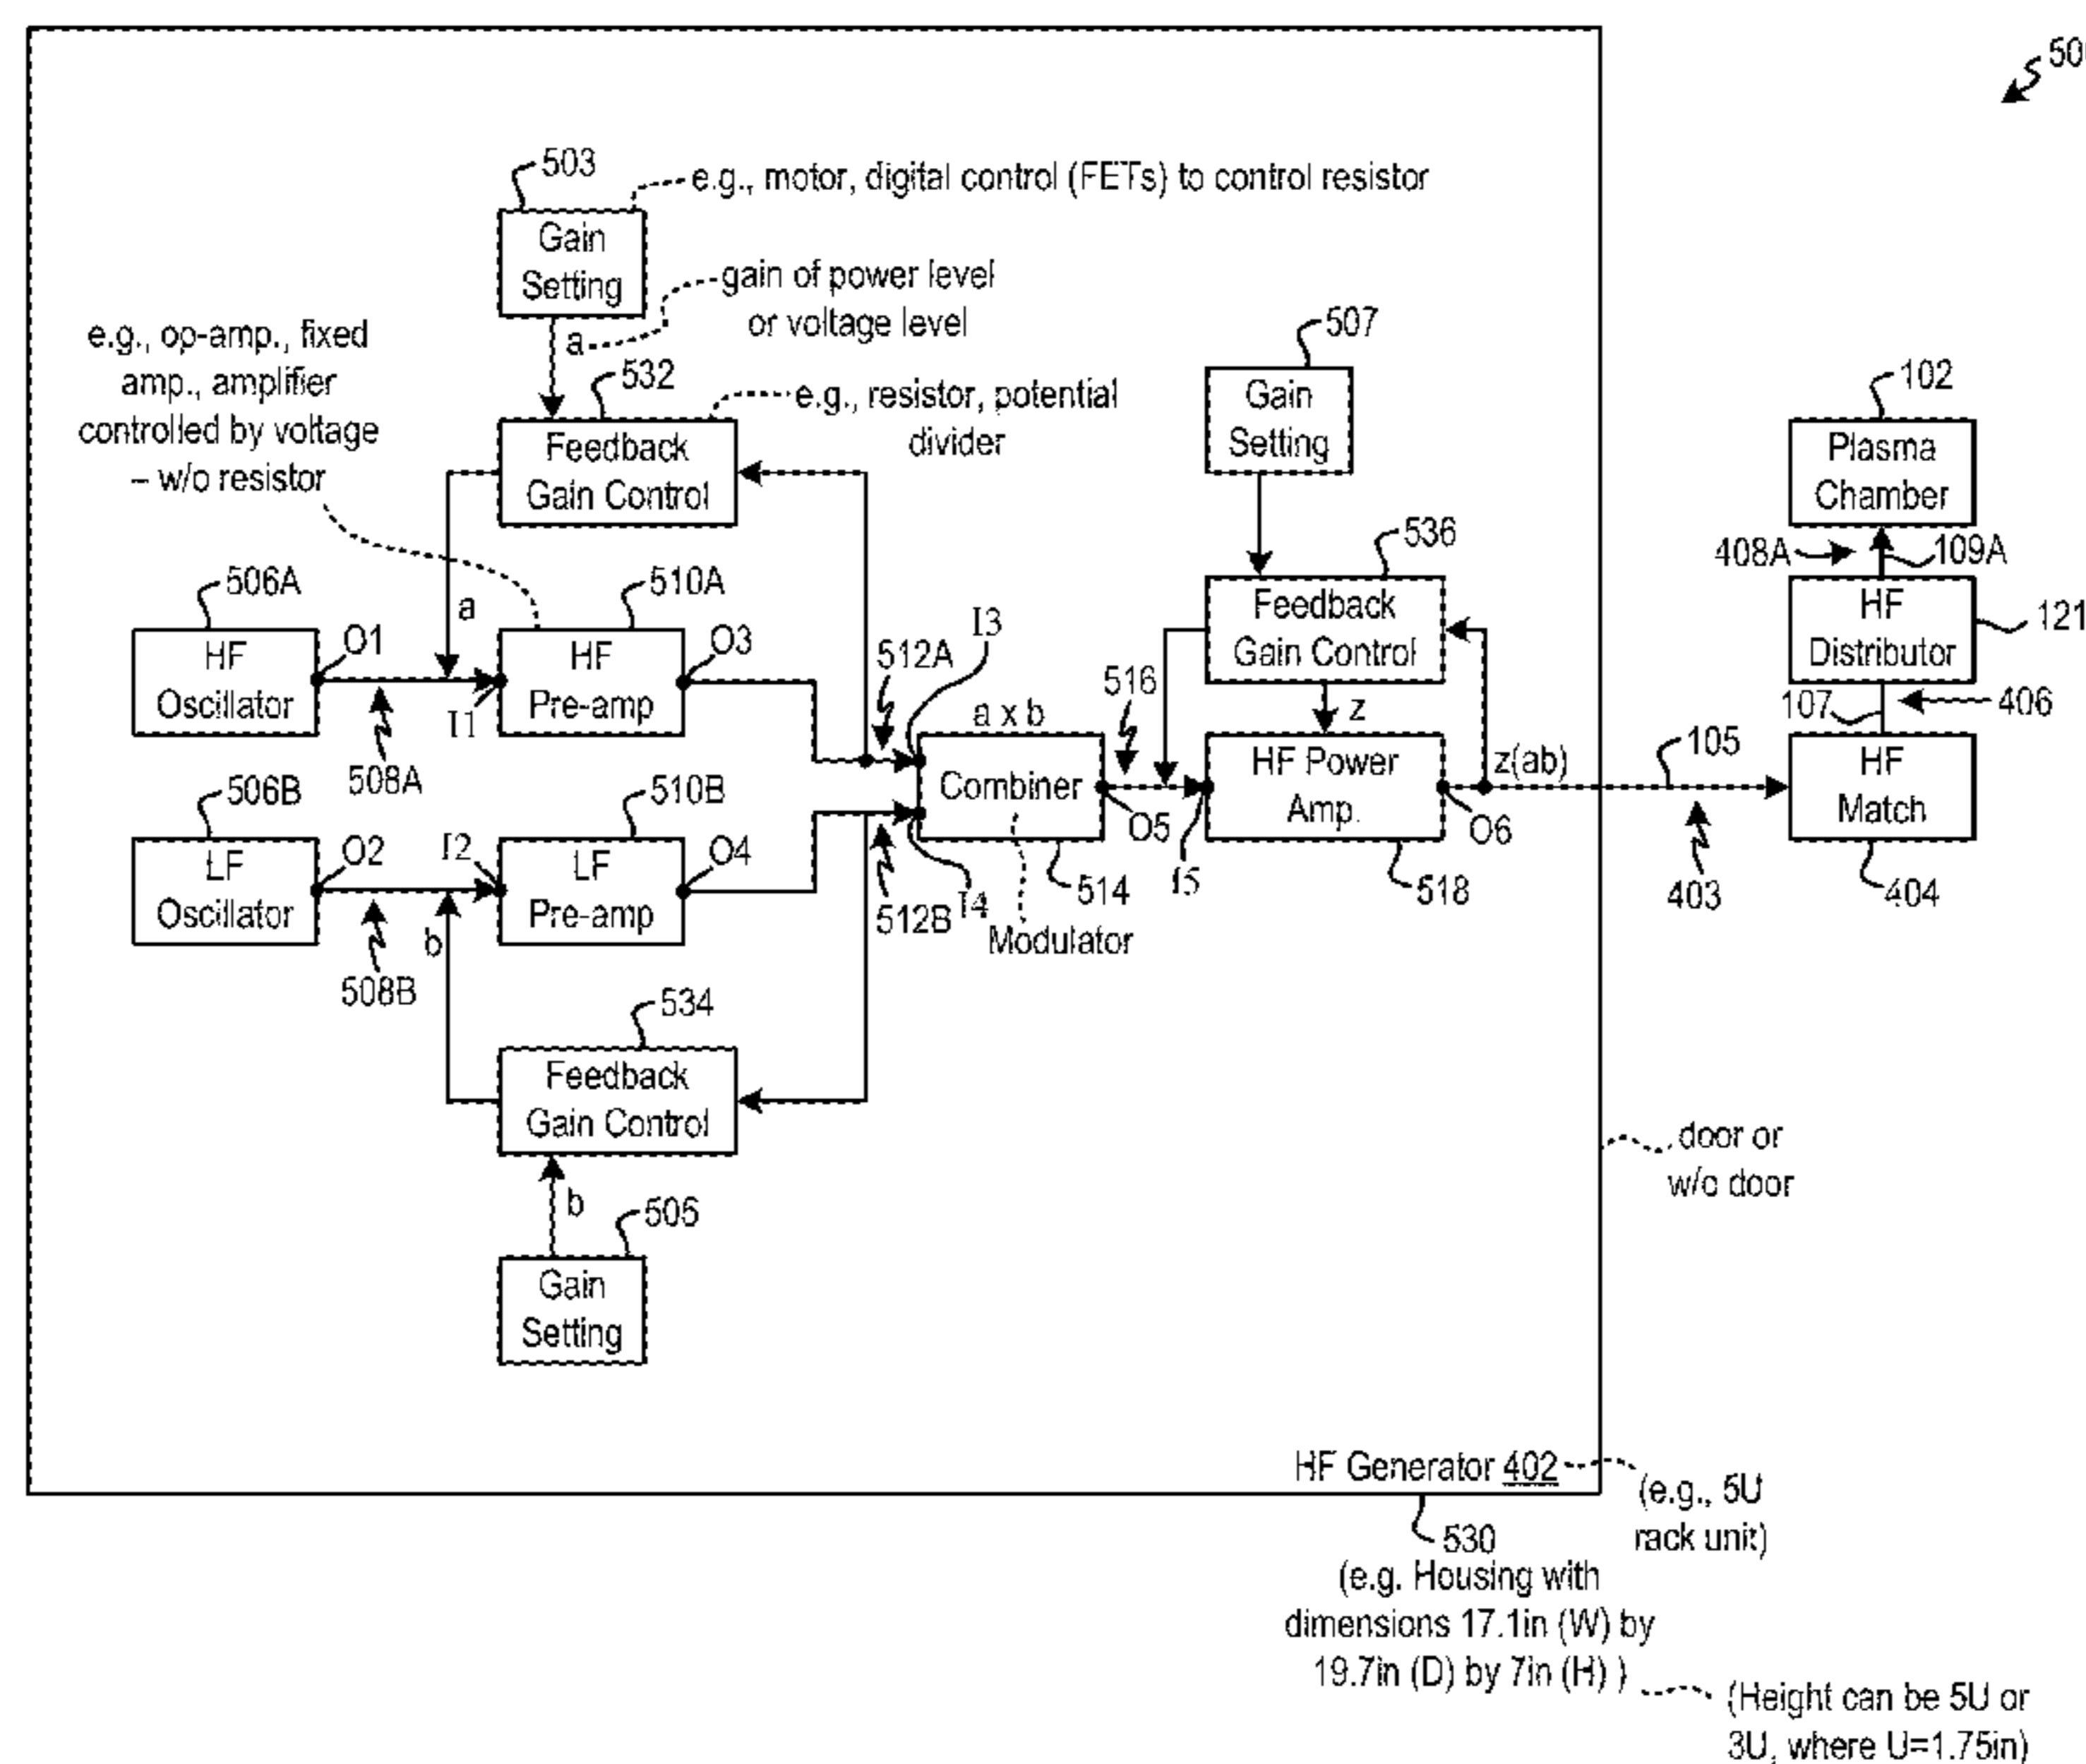 50
503
e.g., motor, digital control (FETs) to control resistor
Gain
Setting
gain of power level
or voltage level
a
e.g., op-amp., fixed
amp., amplifier
controlled by voltage
– w/o resistor
532
e.g., resistor, potential
divider
Feedback
Gain Control
507
Gain
Setting
102
Plasma
Chamber
408A
109A
536
Feedback
Gain Control
HF
Distributor
121
506A
a
510A
HF
Oscillator
O1
I1
HF
Pre-amp
O3
512A
I3
516
107
406
508A
a x b
z
506B
510B
Combiner
O5
I5
HF Power
Amp.
z(ab)
O6
105
HF
Match
LF
Oscillator
O2
I2
LF
Pre-amp
O4
512B
I4
514
518
403
404
b
Modulator
508B
534
Feedback
Gain Control
door or
w/o door
b
505
Gain
Setting
HF Generator 402
(e.g., 5U
rack unit)
530
(e.g. Housing with
dimensions 17.1in (W) by
19.7in (D) by 7in (H) )
(Height can be 5U or
3U, where U=1.75in)